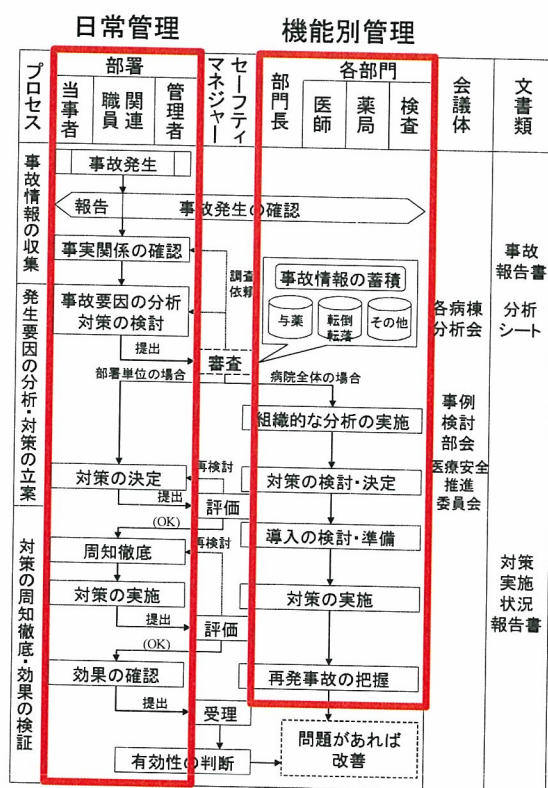 日常管理
機能別管理
プロセス
部署
当事者
関連
職員
管理者
セーフティ
マネジャー
各部門
部門長
医師
薬局
検査
会議体
文書類
事故情報の収集
事故発生
報告
事故発生の確認
事実関係の確認
調査
依頼
事故情報の蓄積
与薬
転倒
転落
その他
事故
報告書
発生要因の分析・対策の立案
事故要因の分析
対策の検討
提出
審査
各病棟
分析会
分析
シート
部署単位の場合
病院全体の場合
組織的な分析の実施
事例
検討
部会
対策の決定
再検討
提出
評価
対策の検討・決定
医療安全
推進
委員会
対策の周知徹底・効果の検証
(OK)
周知徹底
再検討
導入の検討・準備
対策の実施
提出
評価
対策の実施
対策
実施
状況
報告書
(OK)
効果の確認
提出
受理
再発事故の把握
有効性の判断
問題があれば
改善